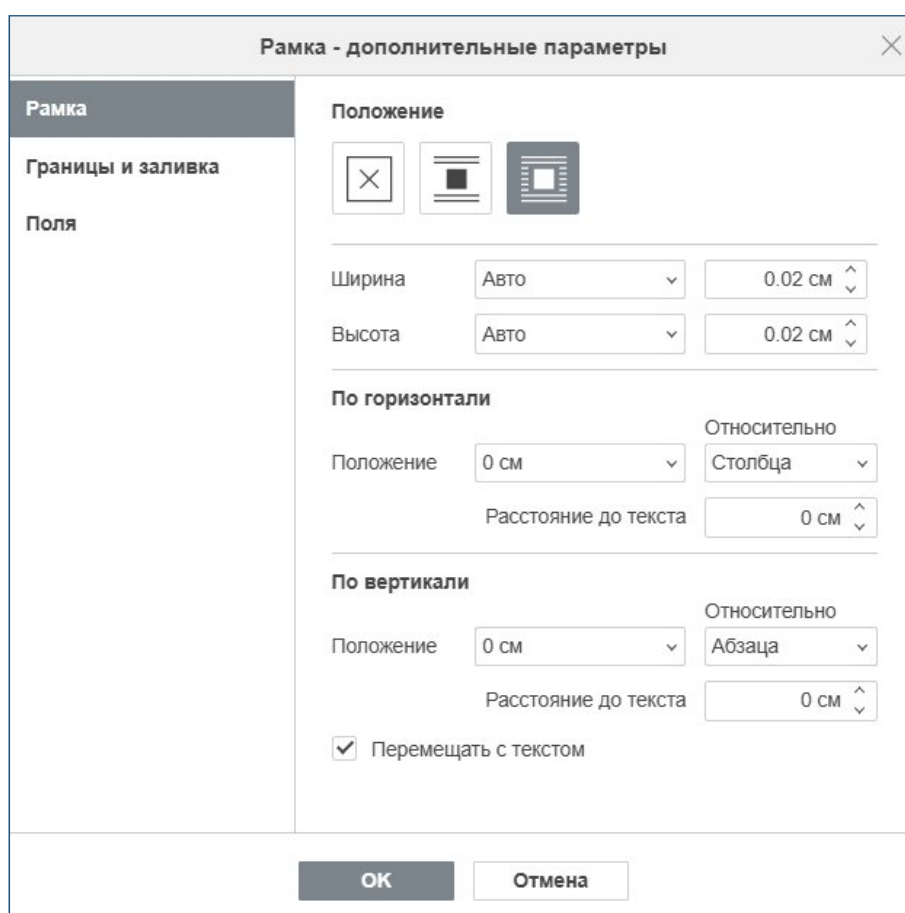 Рамка - дополнительные параметры
Рамка
Границы и заливка
Поля
Положение
Ширина Авто 0.02 см
Высота Авто 0.02 см
По горизонтали
Относительно
Положение 0 см Столбца
Расстояние до текста 0 см
По вертикали
Относительно
Положение 0 см Абзаца
Расстояние до текста 0 см
Перемещать с текстом
OK Отмена